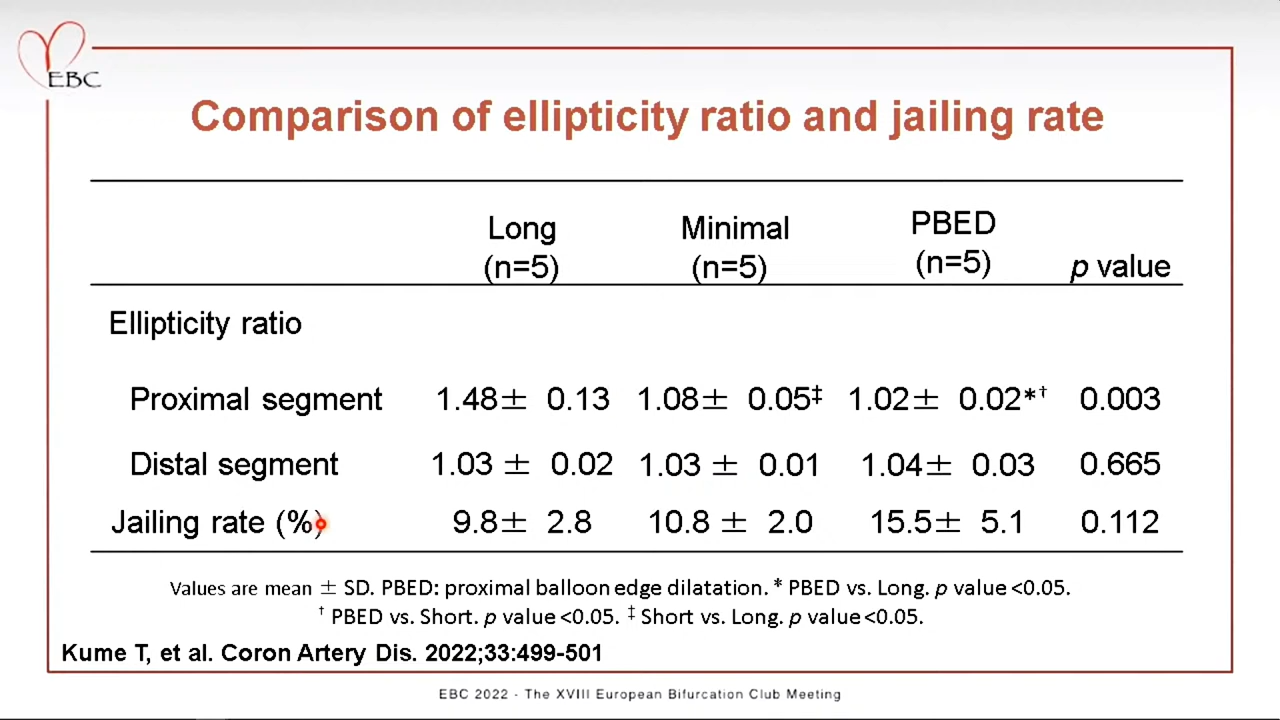 EBC
Comparison of ellipticity ratio and jailing rate
Long Minimal PBED
(n=5) (n=5) (n=5) p value
Ellipticity ratio
Proximal segment 1.48± 0.13 1.08± 0.05‡ 1.02± 0.02*† 0.003
Distal segment 1.03 ± 0.02 1.03 ± 0.01 1.04± 0.03 0.665
Jailing rate (%) 9.8± 2.8 10.8 ± 2.0 15.5± 5.1 0.112
Values are mean ± SD. PBED: proximal balloon edge dilatation. * PBED vs. Long. p value <0.05.
† PBED vs. Short. p value <0.05. ‡ Short vs. Long. p value <0.05.
Kume T, et al. Coron Artery Dis. 2022;33:499-501
EBC 2022 - The XVIII European Bifurcation Club Meeting